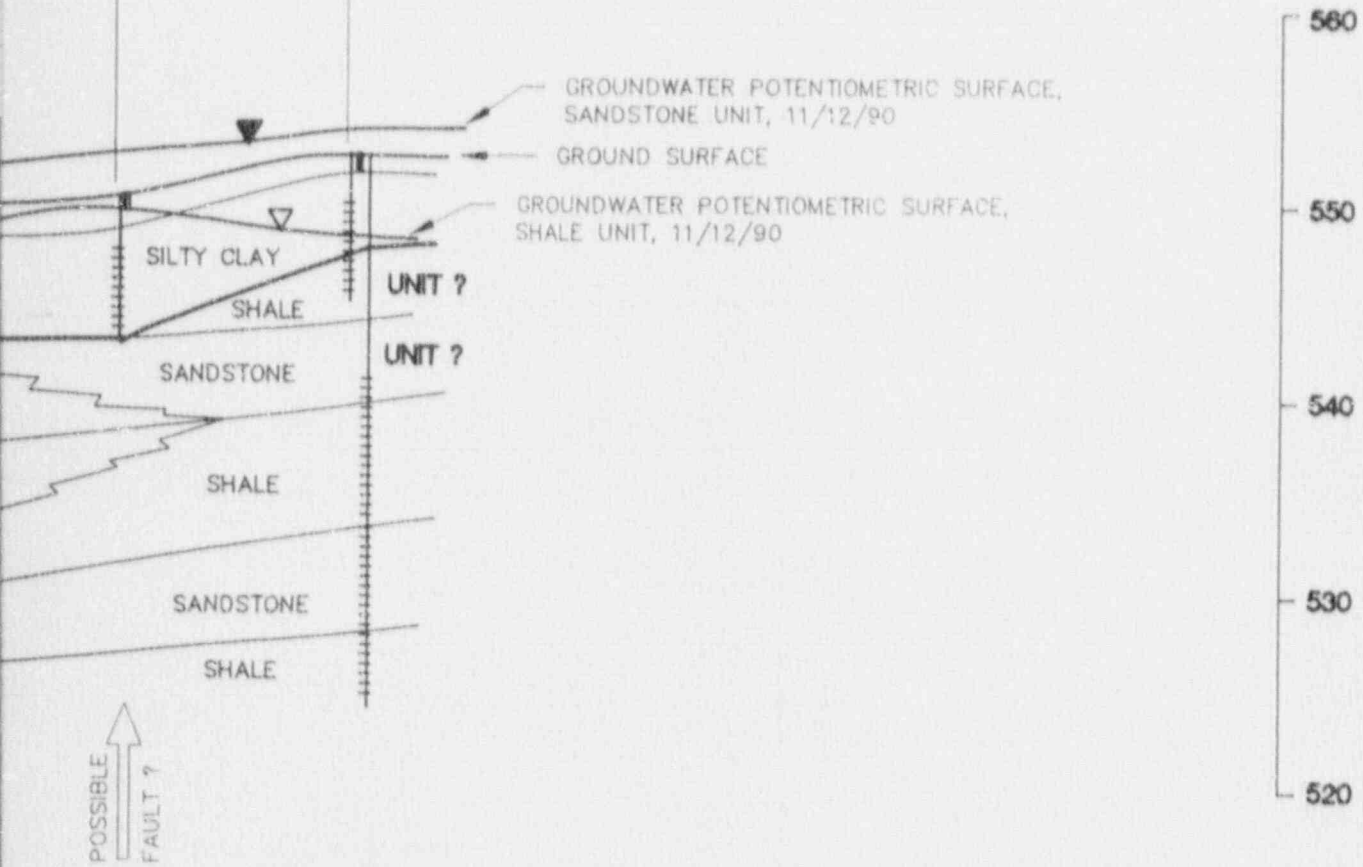 560
GROUNDWATER POTENTIOMETRIC SURFACE,
SANDSTONE UNIT, 11/12/90
GROUND SURFACE
GROUNDWATER POTENTIOMETRIC SURFACE,
SHALE UNIT, 11/12/90
550
SILTY CLAY
UNIT ?
SHALE
UNIT ?
SANDSTONE
540
SHALE
SANDSTONE
530
SHALE
POSSIBLE
FAULT ?
520